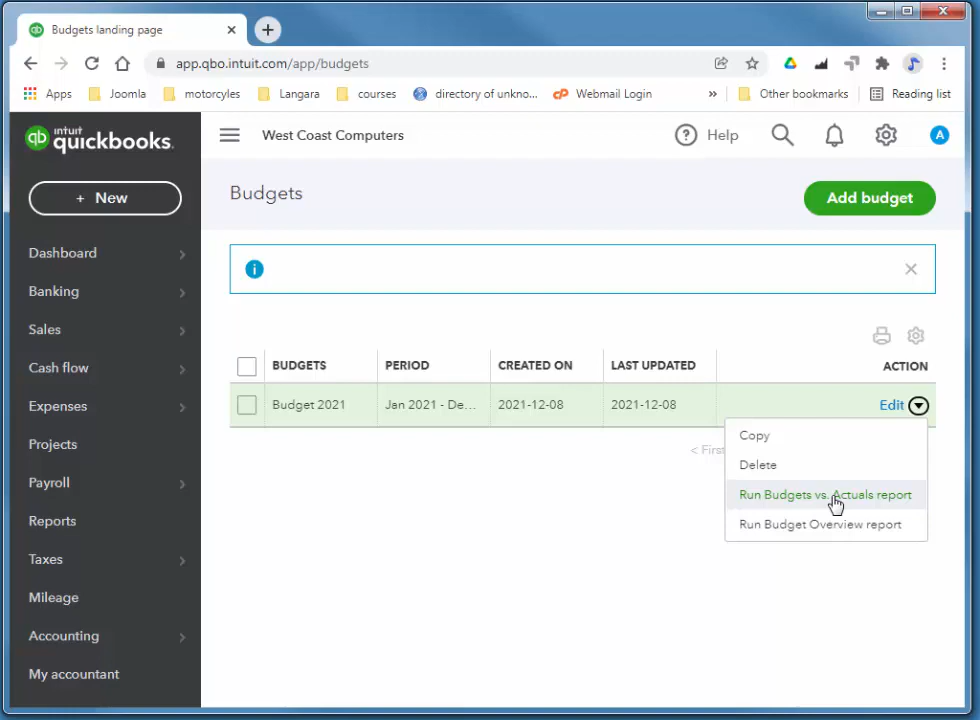 Budgets landing page
app.qbo.intuit.com/app/budgets
Apps Joomla motorcyles Langara courses directory of unkno... cP Webmail Login » Other bookmarks Reading list
intuit quickbooks.
West Coast Computers
Help
A
+ New
Budgets
Add budget
Dashboard
Banking
Sales
Cash flow
Expenses
Projects
Payroll
Reports
Taxes
Mileage
Accounting
My accountant
BUDGETS PERIOD CREATED ON LAST UPDATED ACTION
Budget 2021 Jan 2021 - De... 2021-12-08 2021-12-08 Edit
< First
Copy
Delete
Run Budgets vs. Actuals report
Run Budget Overview report